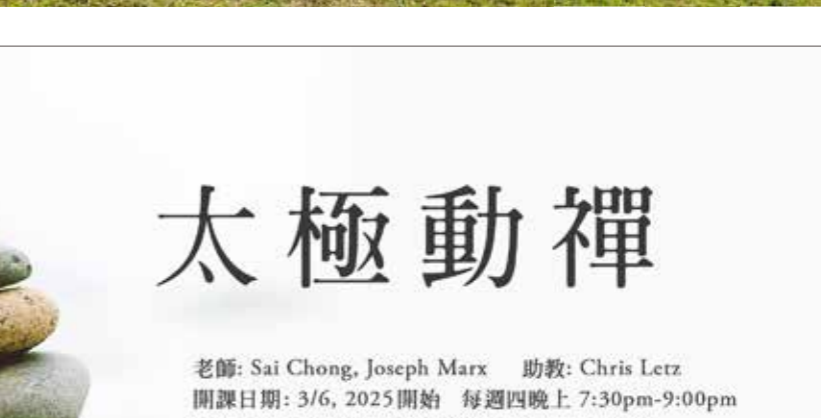 太極動禪
老師: Sai Chong, Joseph Marx 助教: Chris Letz
開課日期: 3/6, 2025開始 每週四晚上 7:30pm-9:00pm